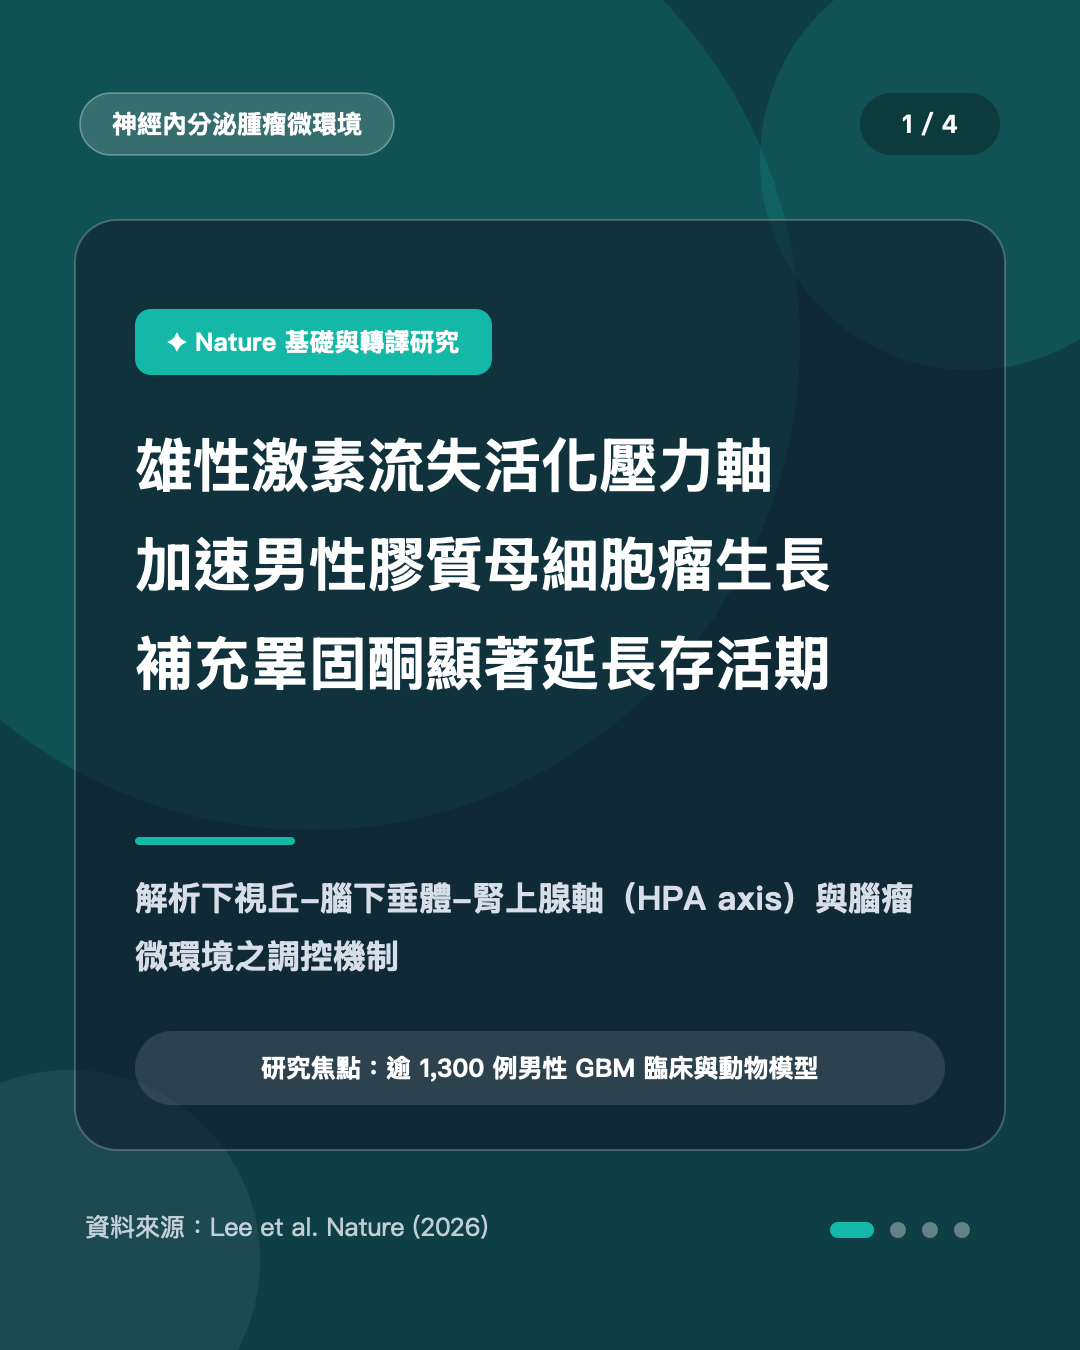 神經內分泌腫瘤微環境
1 / 4
✦ Nature 基礎與轉譯研究
雄性激素流失活化壓力軸
加速男性膠質母細胞瘤生長
補充睪固酮顯著延長存活期
解析下視丘–腦下垂體–腎上腺軸（HPA axis）與腦瘤
微環境之調控機制
研究焦點：逾 1,300 例男性 GBM 臨床與動物模型
資料來源：Lee et al. Nature (2026)